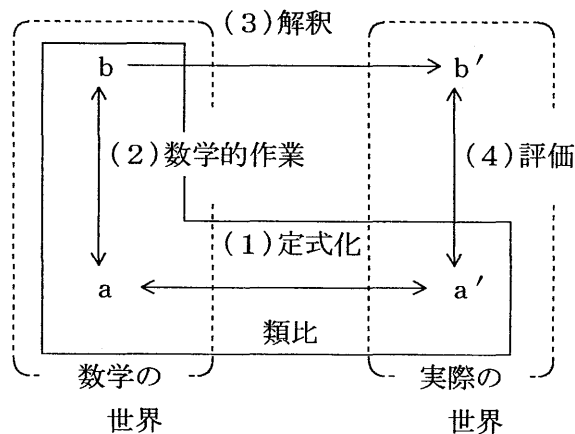 (3)解釈
b
b′
(2)数学的作業
(4)評価
(1)定式化
a
a′
類比
数学の
世界
実際の
世界